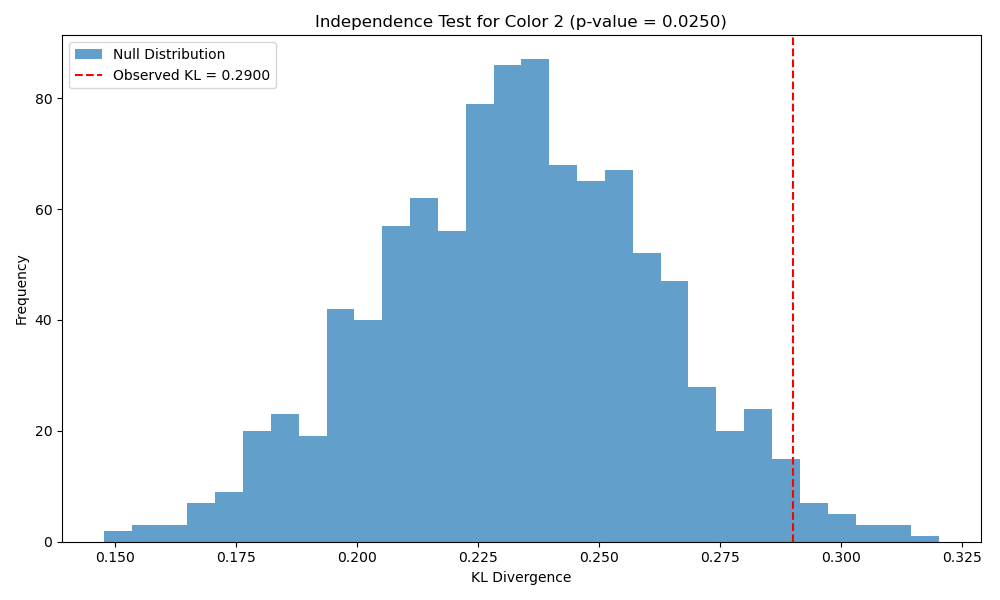 Independence Test for Color 2 (p-value = 0.0250)
Null Distribution
Observed KL = 0.2900
Frequency
80
60
40
20
0
0.150 0.175 0.200 0.225 0.250 0.275 0.300 0.325
KL Divergence